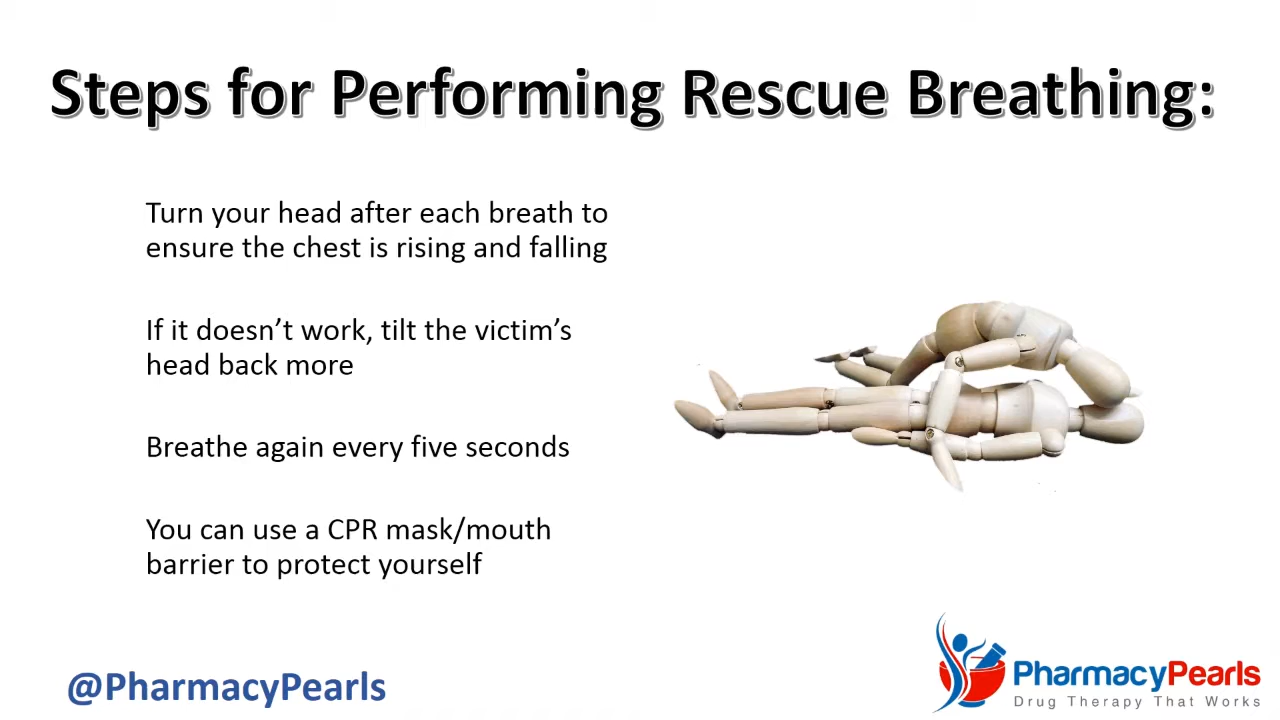 Steps for Performing Rescue Breathing:
Turn your head after each breath to
ensure the chest is rising and falling
If it doesn’t work, tilt the victim’s
head back more
Breathe again every five seconds
You can use a CPR mask/mouth
barrier to protect yourself
@PharmacyPearls
PharmacyPearls
Drug Therapy That Works